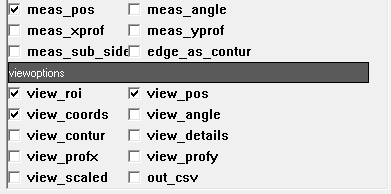 meas_pos meas_angle
meas_xprof meas_yprof
meas_sub_side edge_as_contur
viewoptions
view_roi view_pos
view_coords view_angle
view_contur view_details
view_profx view_profy
view_scaled out_csv